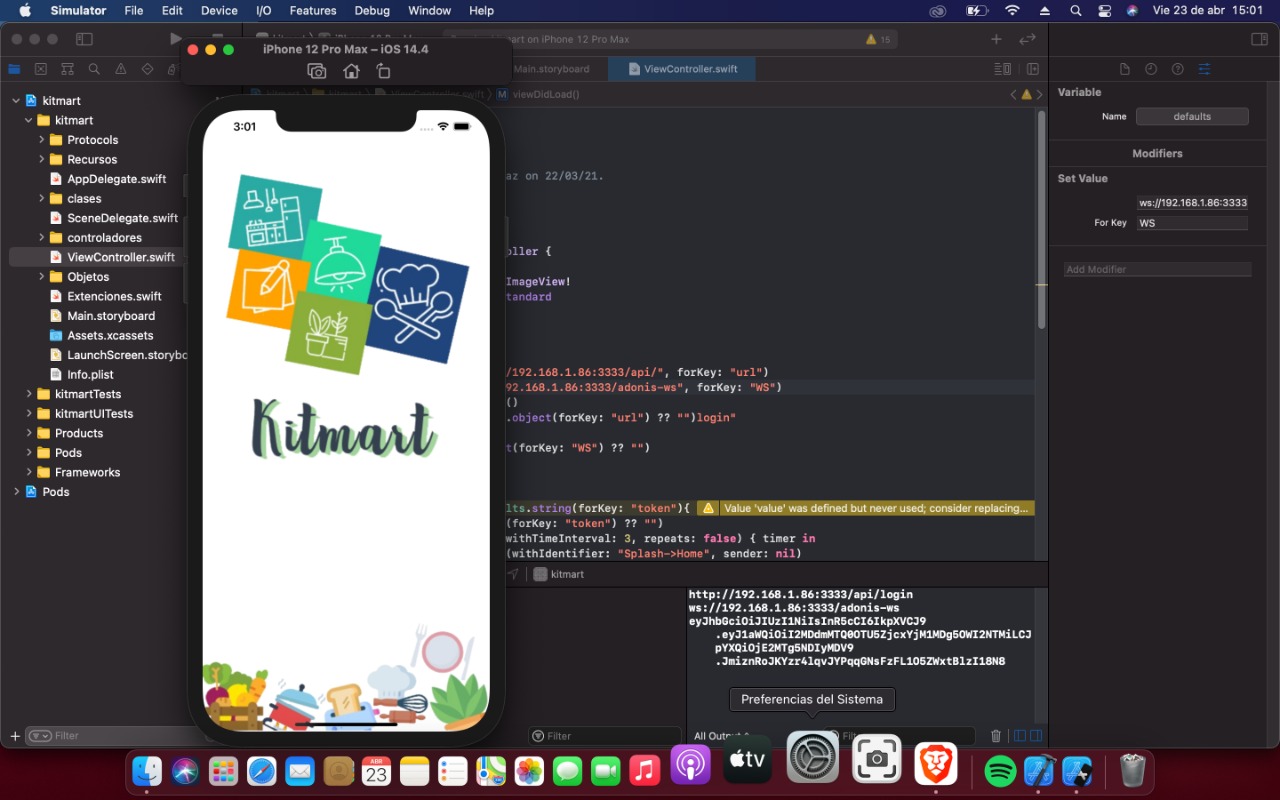 Simulator File Edit Device I/O Features Debug Window Help Vie 23 de abr 15:01
iPhone 12 Pro Max – iOS 14.4
on iPhone 12 Pro Max
15
Main.storyboard
ViewController.swift
M viewDidLoad()
kitmart
kitmart
Protocols
Recursos
AppDelegate.swift
clases
SceneDelegate.swift
controladores
ViewController.swift
Objetos
Extenciones.swift
Main.storyboard
Assets.xcassets
LaunchScreen.storybo
Info.plist
kitmartTests
kitmartUITests
Products
Pods
Frameworks
Pods
Filter
3:01
Kitmart
az on 22/03/21.
oller {
ImageView!
tandard
/192.168.1.86:3333/api/", forKey: "url")
92.168.1.86:3333/adonis-ws", forKey: "WS")
()
.object(forKey: "url") ?? "")login"
t(forKey: "WS") ?? "")
lts.string(forKey: "token"){
Value 'value' was defined but never used; consider replacing...
(forKey: "token") ?? "")
withTimeInterval: 3, repeats: false) { timer in
(withIdentifier: "Splash->Home", sender: nil)
kitmart
http://192.168.1.86:3333/api/login
ws://192.168.1.86:3333/adonis-ws
eyJhbGciOiJIUzI1NiIsInR5cCI6IkpXVCJ9
.eyJ1aWQiOiI2MDdmMTQ0OTU5ZjcxYjM1MDg5OWI2NTMiLCJ
pYXQiOjE2MTg5NDIyMDV9
.JmiznRoJKYzr4lqvJYPqqGNsFzFL1O5ZWxtBlzI18N8
Filter
All Output
Preferencias del Sistema
Variable
Name defaults
Modifiers
Set Value
ws://192.168.1.86:3333
For Key WS
Add Modifier
ABR
23
tv